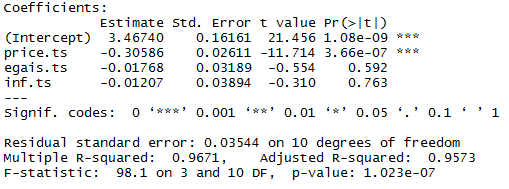 Coefficients:
            Estimate Std. Error t value Pr(>|t|)
(Intercept)  3.46740    0.16161  21.456 1.08e-09 ***
price.ts    -0.30586    0.02611 -11.714 3.66e-07 ***
egais.ts    -0.01768    0.03189  -0.554    0.592
inf.ts      -0.01207    0.03894  -0.310    0.763
---
Signif. codes:  0 ‘***’ 0.001 ‘**’ 0.01 ‘*’ 0.05 ‘.’ 0.1 ‘ ’ 1
Residual standard error: 0.03544 on 10 degrees of freedom
Multiple R-squared:  0.9671,    Adjusted R-squared:  0.9573
F-statistic:  98.1 on 3 and 10 DF,  p-value: 1.023e-07